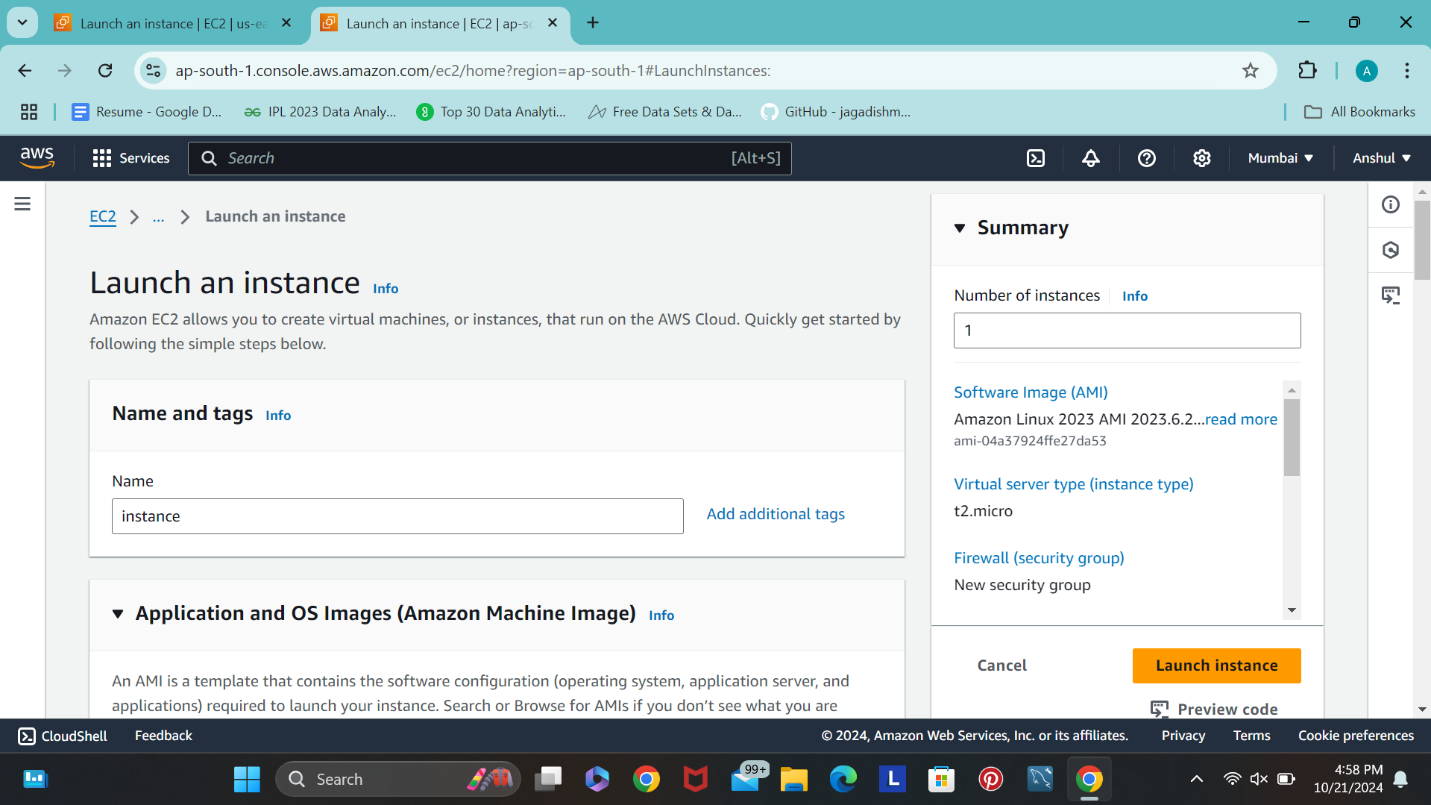 Launch an instance | EC2 | us-ea
Launch an instance | EC2 | ap-so
ap-south-1.console.aws.amazon.com/ec2/home?region=ap-south-1#LaunchInstances:
A
Resume - Google D...
IPL 2023 Data Analy...
Top 30 Data Analyti...
Free Data Sets & Da...
GitHub - jagadishm...
All Bookmarks
aws
Services
Search
[Alt+S]
Mumbai
Anshul
EC2
...
Launch an instance
Launch an instance Info
Amazon EC2 allows you to create virtual machines, or instances, that run on the AWS Cloud. Quickly get started by
following the simple steps below.
Name and tags Info
Name
instance
Add additional tags
Application and OS Images (Amazon Machine Image) Info
An AMI is a template that contains the software configuration (operating system, application server, and
applications) required to launch your instance. Search or Browse for AMIs if you don't see what you are
Summary
Number of instances Info
1
Software Image (AMI)
Amazon Linux 2023 AMI 2023.6.2...read more
ami-04a37924ffe27da53
Virtual server type (instance type)
t2.micro
Firewall (security group)
New security group
Cancel
Launch instance
Preview code
CloudShell
Feedback
© 2024, Amazon Web Services, Inc. or its affiliates.
Privacy
Terms
Cookie preferences
Search
99+
L
4:58 PM
10/21/2024